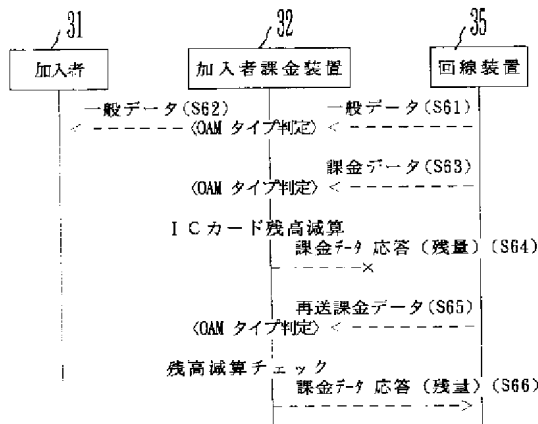 31 32 35
加入者 加入者課金装置 回線装置
一般データ(S62) 一般データ(S61)
〈OAM タイプ判定〉
課金データ(S63)
〈OAM タイプ判定〉
ICカード残高減算
課金データ 応答 (残量) (S64)
再送課金データ(S65)
〈OAM タイプ判定〉
残高減算チェック
課金データ 応答 (残量) (S66)